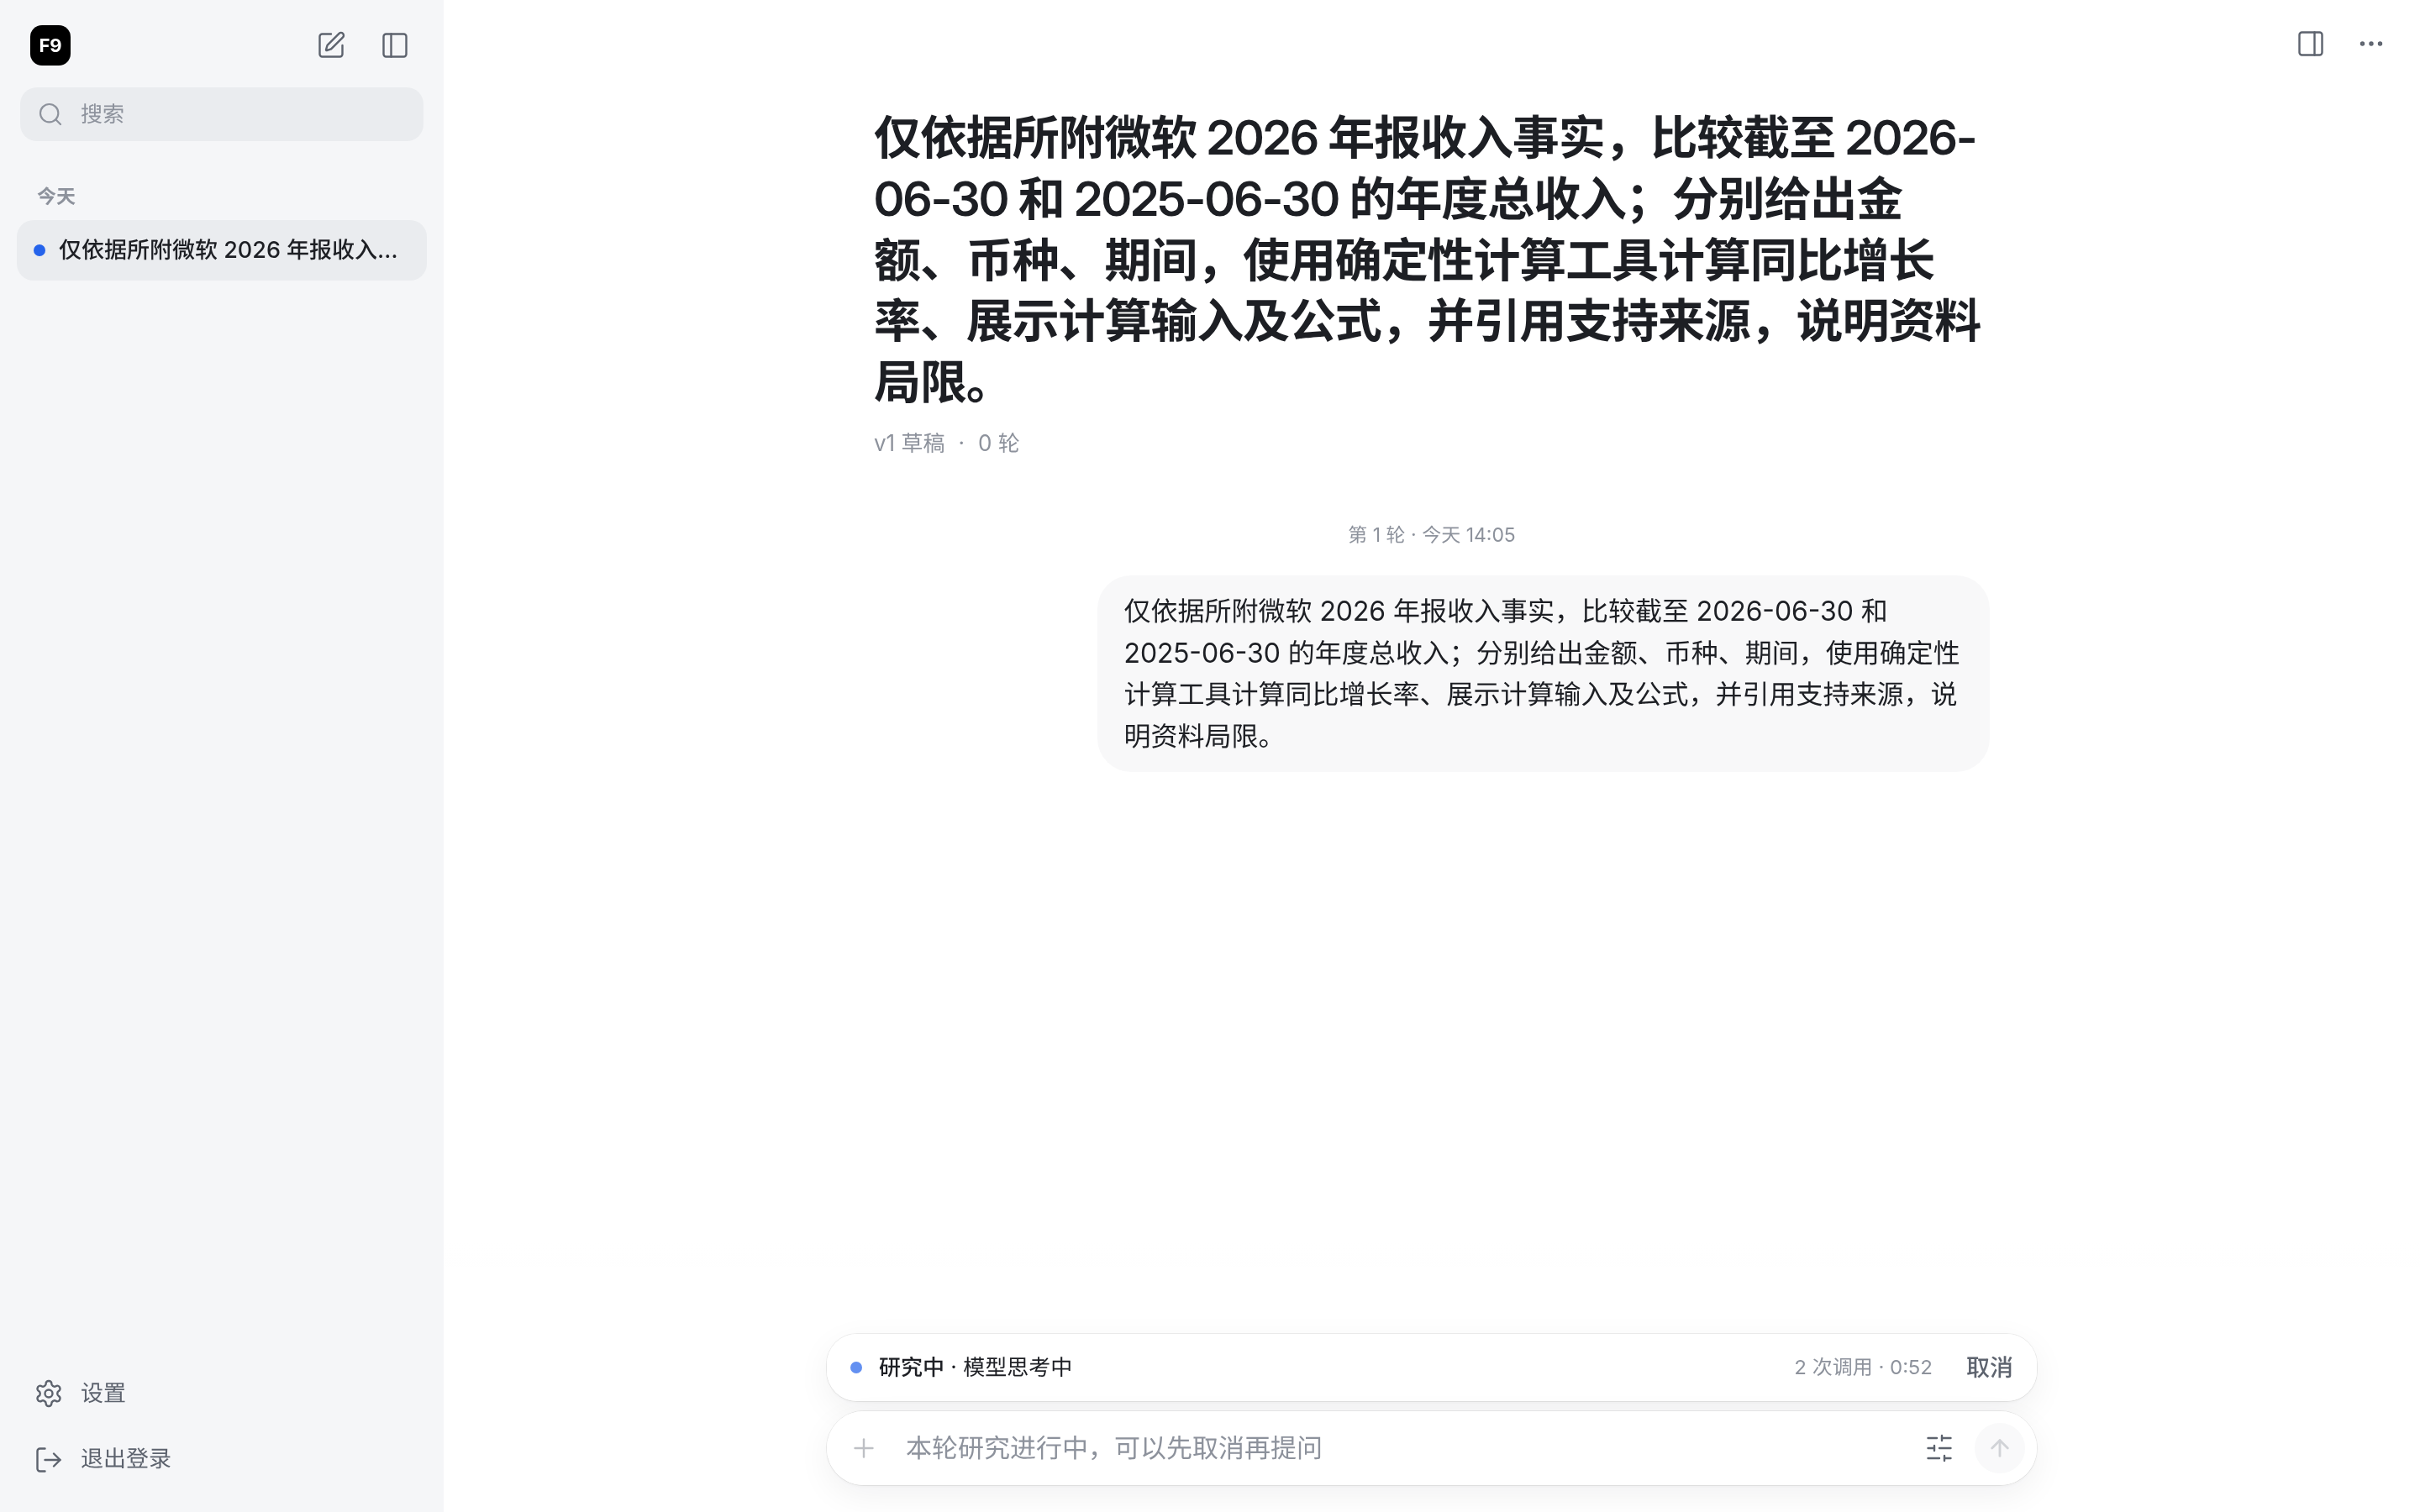 F9
搜索
今天
仅依据所附微软 2026 年报收入...
设置
退出登录
仅依据所附微软 2026 年报收入事实，比较截至 2026-
06-30 和 2025-06-30 的年度总收入；分别给出金
额、币种、期间，使用确定性计算工具计算同比增长
率、展示计算输入及公式，并引用支持来源，说明资料
局限。
v1 草稿 · 0 轮
第 1 轮 · 今天 14:05
仅依据所附微软 2026 年报收入事实，比较截至 2026-06-30 和
2025-06-30 的年度总收入；分别给出金额、币种、期间，使用确定性
计算工具计算同比增长率、展示计算输入及公式，并引用支持来源，说
明资料局限。
研究中 · 模型思考中
2 次调用 · 0:52
取消
本轮研究进行中，可以先取消再提问